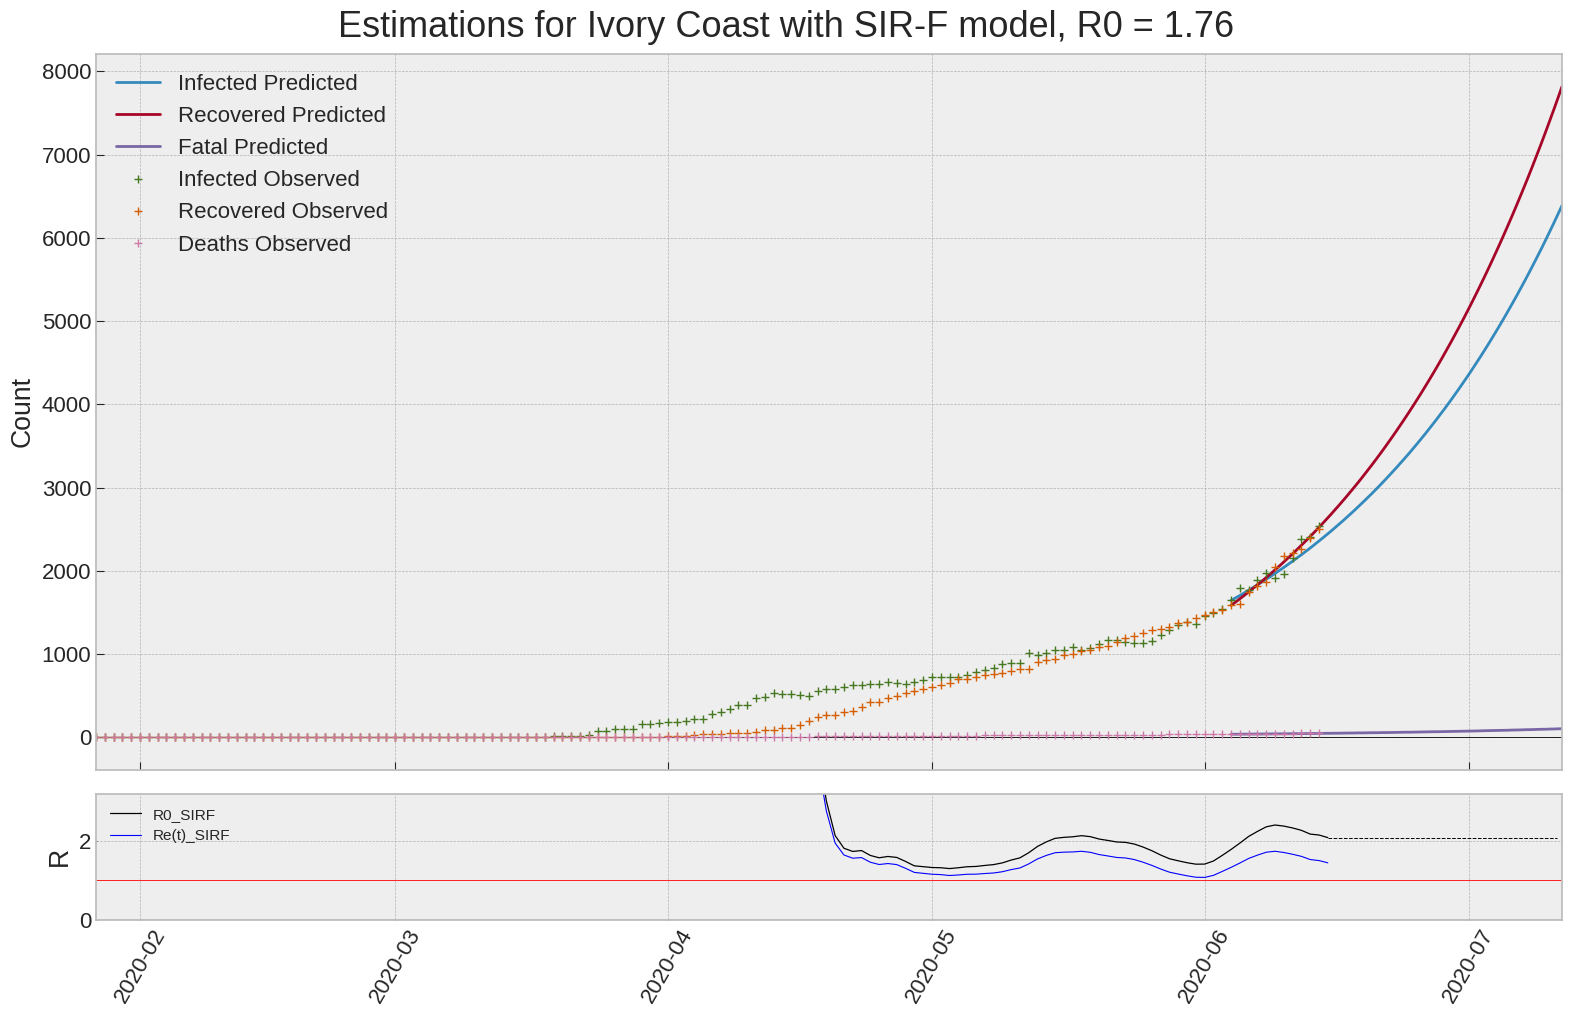 Estimations for Ivory Coast with SIR-F model, R0 = 1.76
8000
7000
6000
5000
4000
3000
2000
1000
0
Count
Infected Predicted
Recovered Predicted
Fatal Predicted
Infected Observed
Recovered Observed
Deaths Observed
2
0
R
R0_SIRF
Re(t)_SIRF
2020-02
2020-03
2020-04
2020-05
2020-06
2020-07